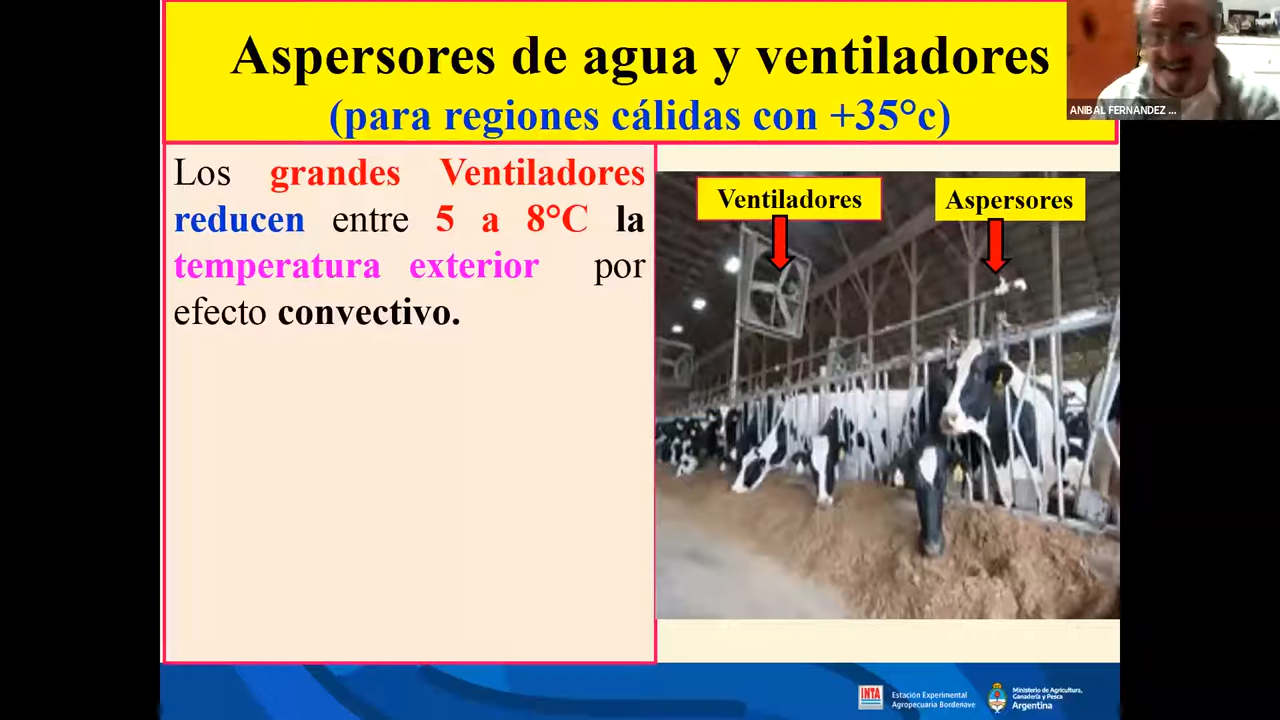 Aspersores de agua y ventiladores
(para regiones cálidas con +35°c)
ANIBAL FERNANDEZ ...
Los grandes Ventiladores
reducen entre 5 a 8°C la
temperatura exterior por
efecto convectivo.
Ventiladores
Aspersores
INTA
Estación Experimental
Agropecuaria Bordenave
Ministerio de Agricultura,
Ganadería y Pesca
Argentina